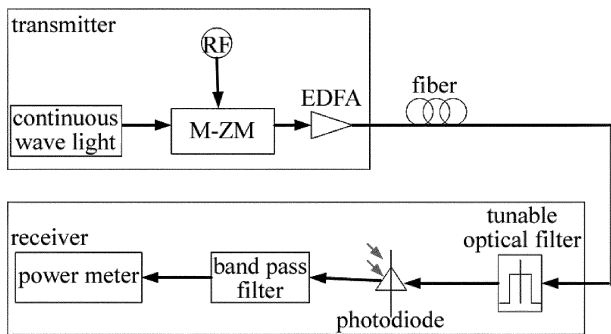 transmitter
RF
EDFA
fiber
continuous
wave light
M-ZM
receiver
tunable
optical filter
power meter
band pass
filter
photodiode